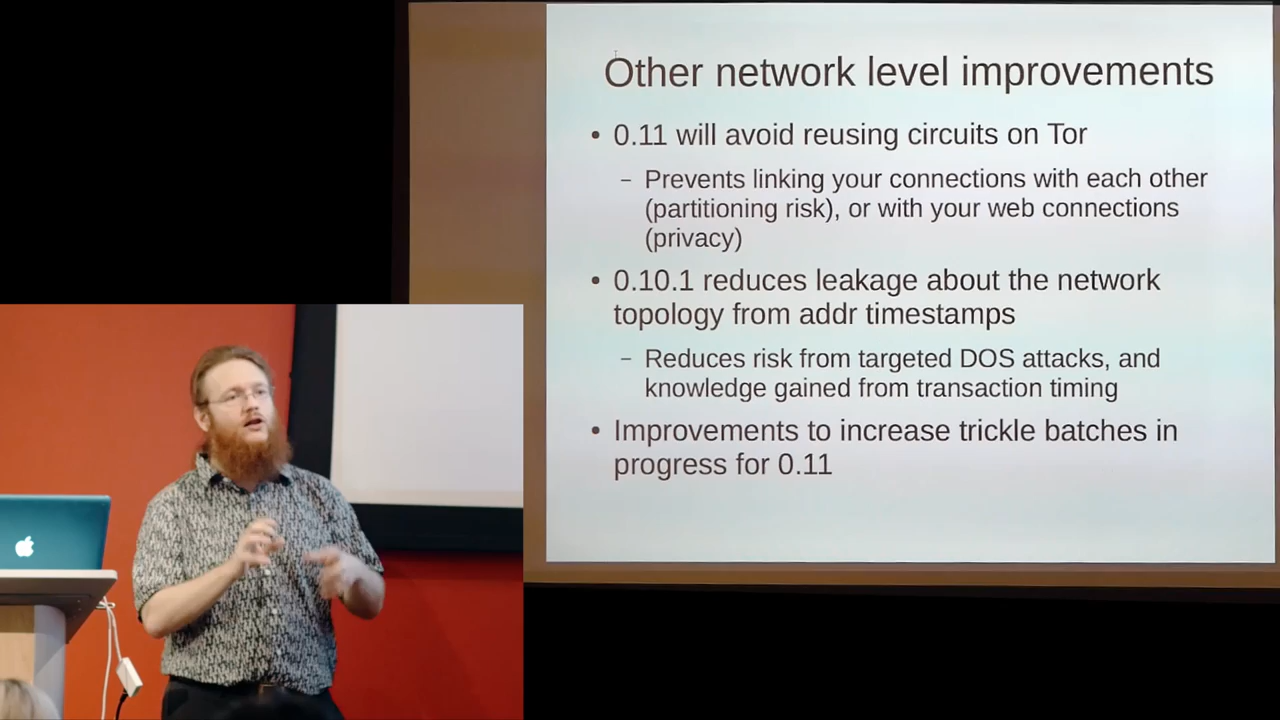 Other network level improvements
• 0.11 will avoid reusing circuits on Tor
– Prevents linking your connections with each other
(partitioning risk), or with your web connections
(privacy)
• 0.10.1 reduces leakage about the network
topology from addr timestamps
– Reduces risk from targeted DOS attacks, and
knowledge gained from transaction timing
• Improvements to increase trickle batches in
progress for 0.11